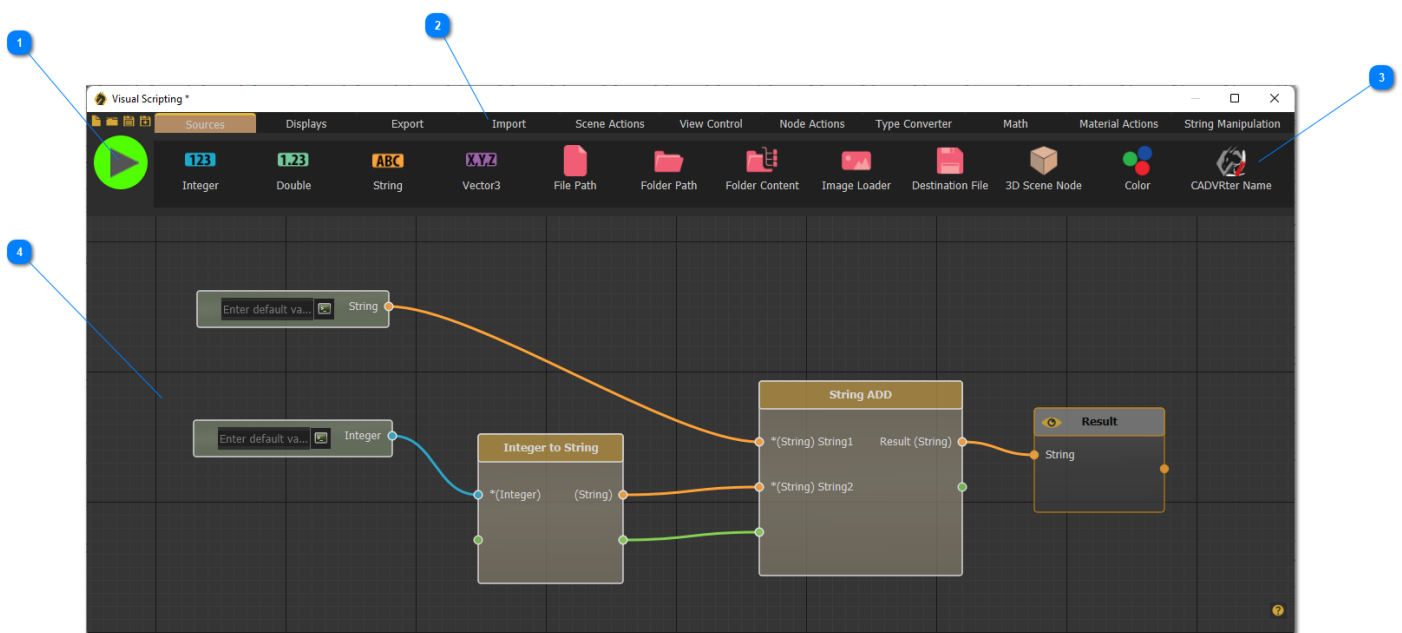 1
2
3
Visual Scripting *
Sources Displays Export Import Scene Actions View Control Node Actions Type Converter Math Material Actions String Manipulation
123 1.23 ABC X,Y,Z
Integer Double String Vector3 File Path Folder Path Folder Content Image Loader Destination File 3D Scene Node Color CADVRter Name
4
Enter default va... String
String ADD
Result
Enter default va... Integer
*(String) String1 Result (String)
Integer to String
String
*(String) String2
*(Integer) (String)
?